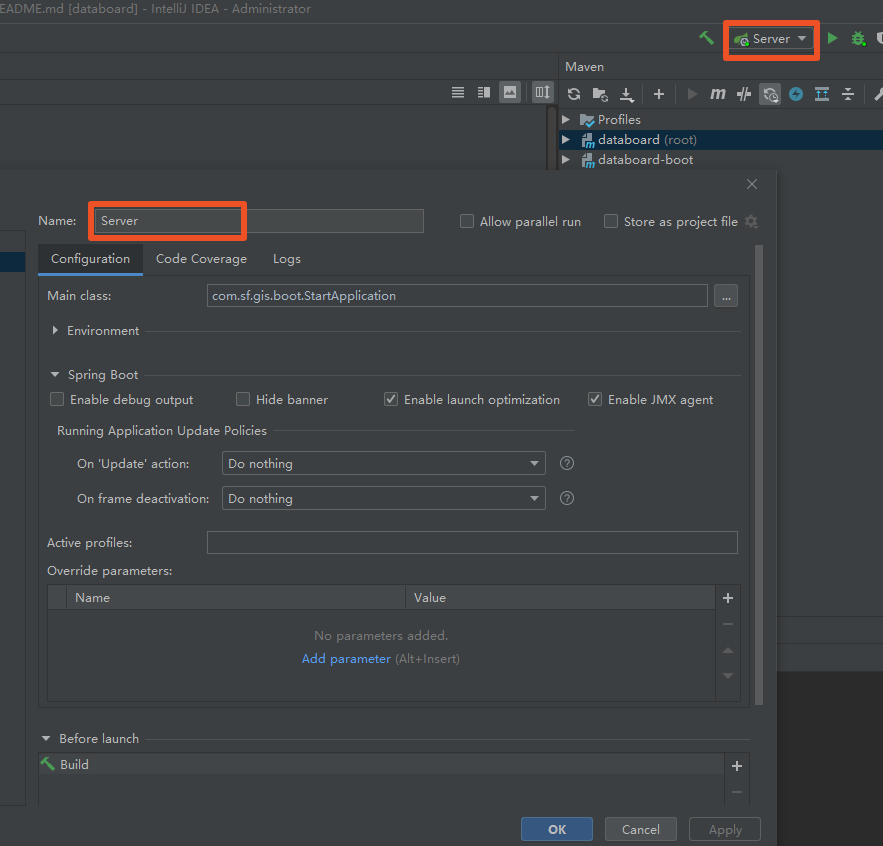 EADME.md [databoard] - IntelliJ IDEA - Administrator
Server
Maven
Profiles
databoard (root)
databoard-boot
Name: Server Allow parallel run Store as project file
Configuration Code Coverage Logs
Main class: com.sf.gis.boot.StartApplication ...
Environment
Spring Boot
Enable debug output Hide banner Enable launch optimization Enable JMX agent
Running Application Update Policies
On 'Update' action: Do nothing
On frame deactivation: Do nothing
Active profiles:
Override parameters:
Name Value
No parameters added.
Add parameter (Alt+Insert)
Before launch
Build
OK Cancel Apply